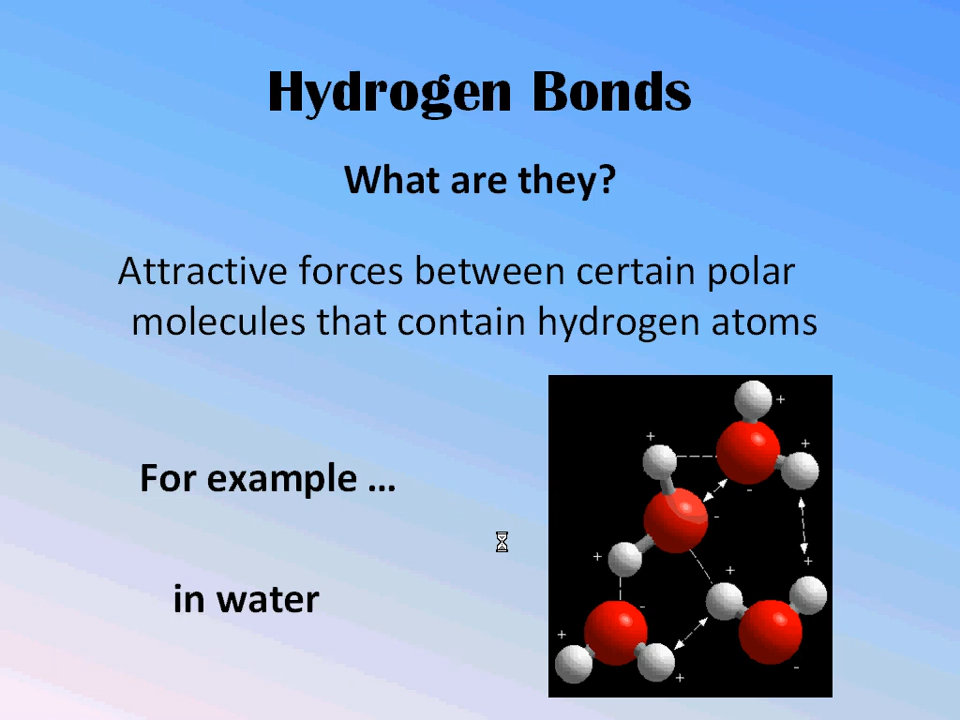 Hydrogen Bonds
What are they?
Attractive forces between certain polar
molecules that contain hydrogen atoms
For example ...
in water
+
+
+
-
-
+
+
+
-
+
+
-